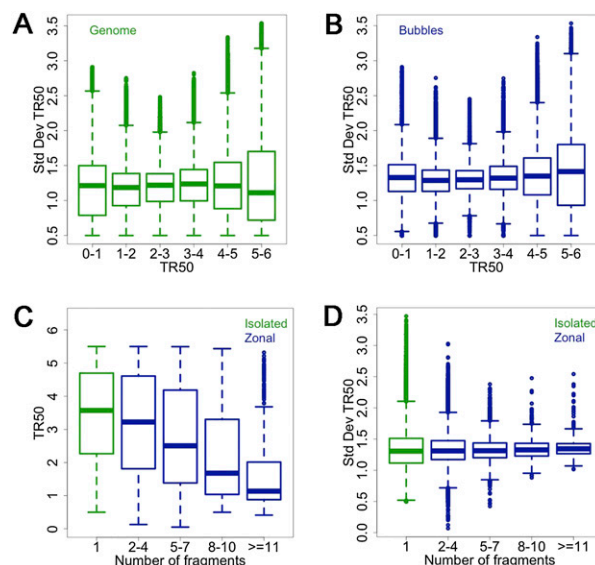 A
Genome
Std Dev TR50
3.5
3.0
2.5
2.0
1.5
1.0
0.5
0-1 1-2 2-3 3-4 4-5 5-6
TR50
B
Bubbles
Std Dev TR50
3.5
3.0
2.5
2.0
1.5
1.0
0.5
0-1 1-2 2-3 3-4 4-5 5-6
TR50
C
Isolated
Zonal
TR50
6
5
4
3
2
1
0
1 2-4 5-7 8-10 >=11
Number of fragments
D
Isolated
Zonal
Std Dev TR50
3.5
3.0
2.5
2.0
1.5
1.0
0.5
0.0
1 2-4 5-7 8-10 >=11
Number of fragments